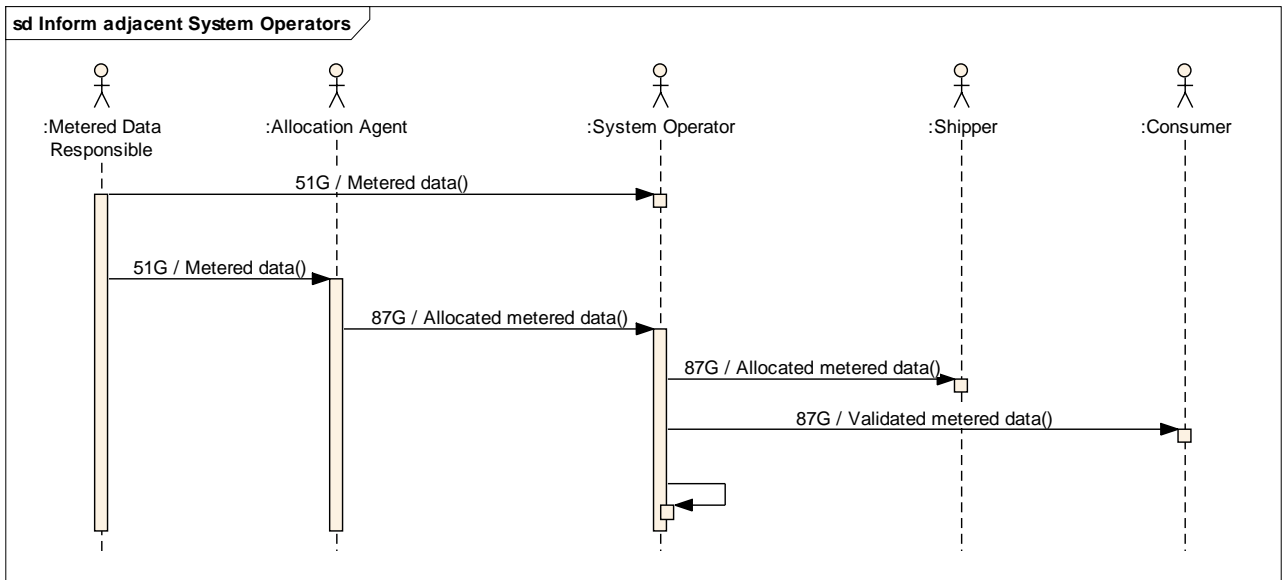 sd Inform adjacent System Operators
:Metered Data
Responsible
:Allocation Agent
:System Operator
:Shipper
:Consumer
51G / Metered data()
51G / Metered data()
87G / Allocated metered data()
87G / Allocated metered data()
87G / Validated metered data()